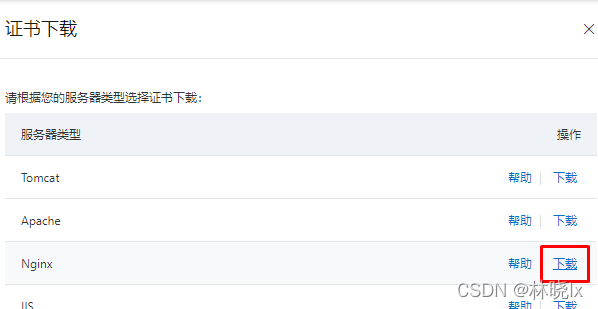 证书下载
请根据您的服务器类型选择证书下载:
服务器类型 操作
Tomcat 帮助 下载
Apache 帮助 下载
Nginx 帮助 下载
IIS 帮助 下载
CSDN @林晓lx